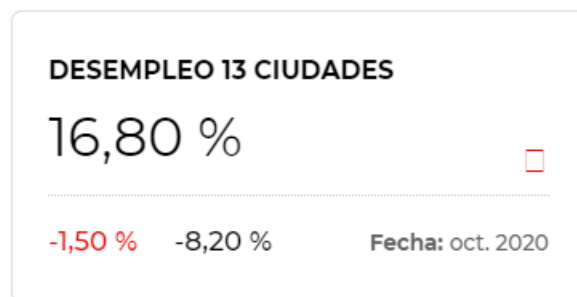 DESEMPLEO 13 CIUDADES
16,80 %
-1,50 % -8,20 % Fecha: oct. 2020